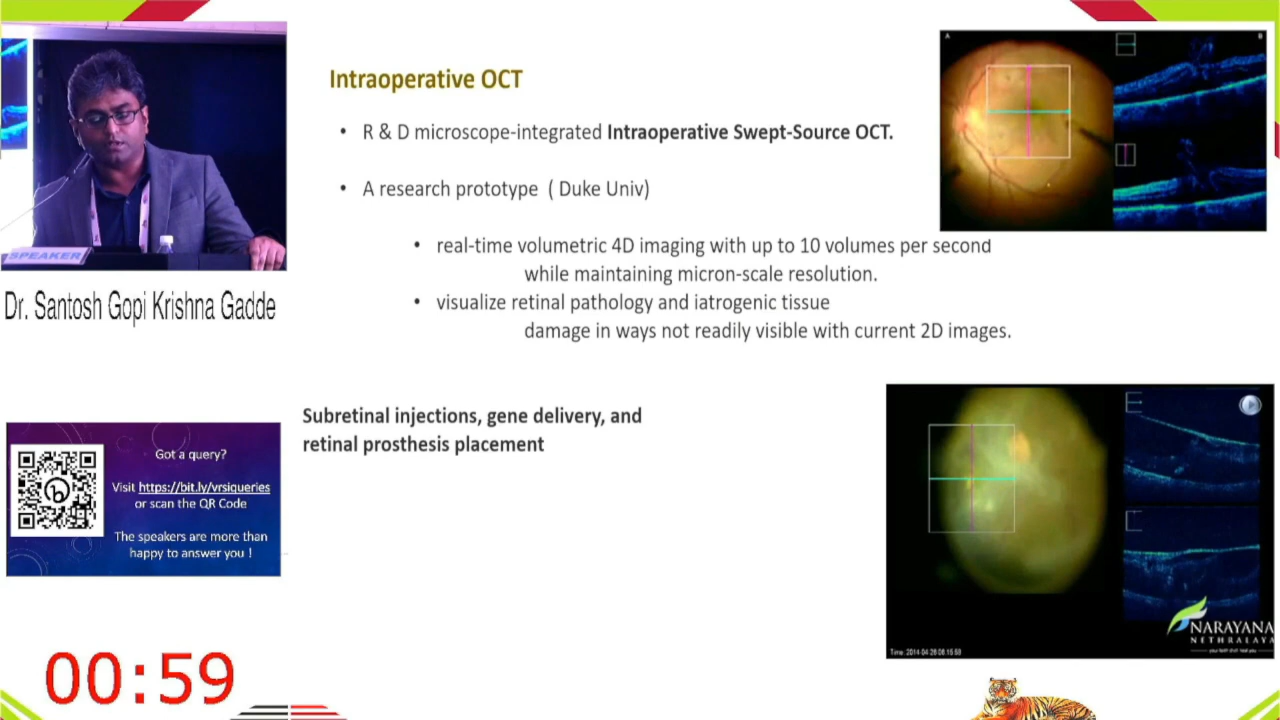 Intraoperative OCT
• R & D microscope-integrated Intraoperative Swept-Source OCT.
• A research prototype ( Duke Univ)
• real-time volumetric 4D imaging with up to 10 volumes per second
while maintaining micron-scale resolution.
• visualize retinal pathology and iatrogenic tissue
damage in ways not readily visible with current 2D images.
Subretinal injections, gene delivery, and
retinal prosthesis placement
SPEAKER
Dr. Santosh Gopi Krishna Gadde
Got a query?
Visit https://bit.ly/vrsiqueries
or scan the QR Code
The speakers are more than
happy to answer you !
00:59
A
B
NARAYANA
NETHRALAYA
Time: 2014-04-28 06:15:58